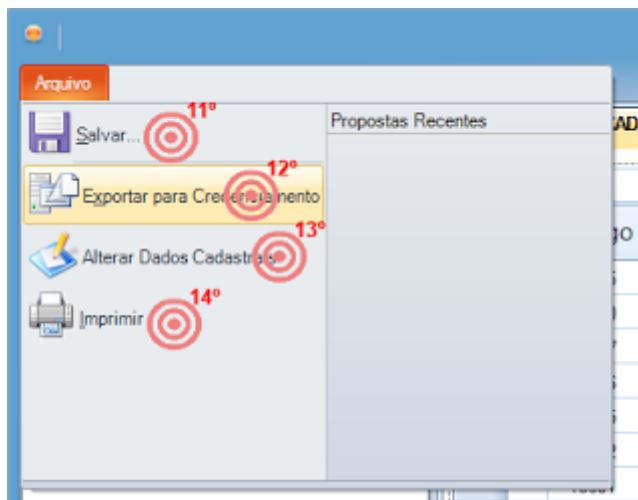 Arquivo
11º
Salvar...
Propostas Recentes
12º
Exportar para Credenciamento
13º
Alterar Dados Cadastrais
14º
Imprimir